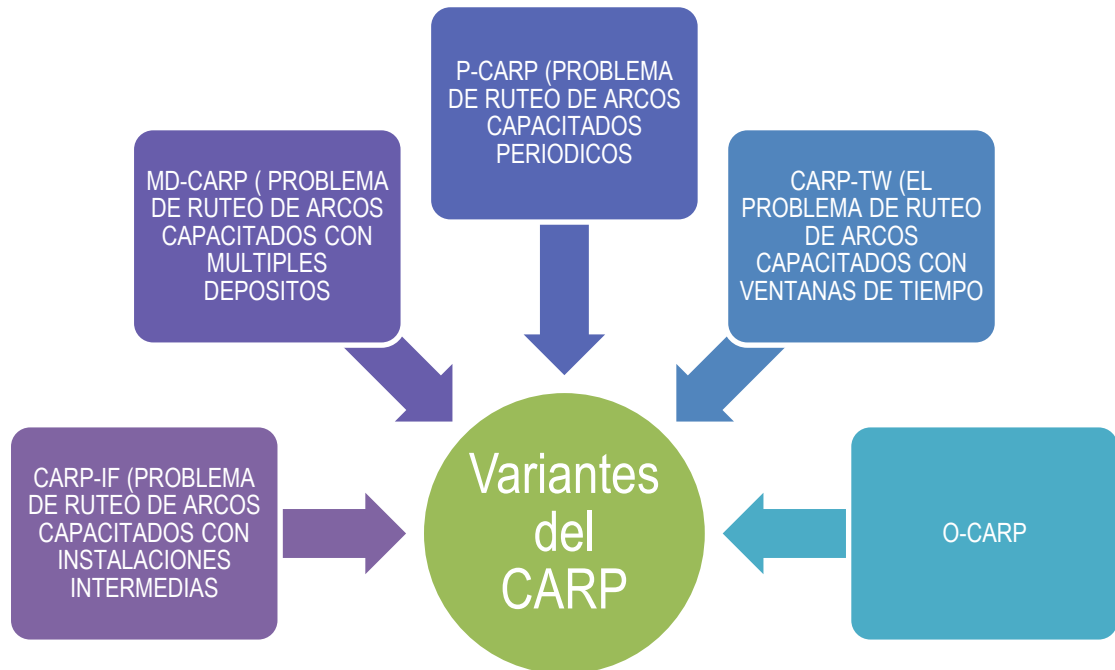 CARP-IF (PROBLEMA
DE RUTEO DE ARCOS
CAPACITADOS CON
INSTALACIONES
INTERMEDIAS
MD-CARP ( PROBLEMA
DE RUTEO DE ARCOS
CAPACITADOS CON
MULTIPLES
DEPOSITOS
P-CARP (PROBLEMA
DE RUTEO DE ARCOS
CAPACITADOS
PERIODICOS
CARP-TW (EL
PROBLEMA DE RUTEO
DE ARCOS
CAPACITADOS CON
VENTANAS DE TIEMPO
O-CARP
Variantes
del
CARP